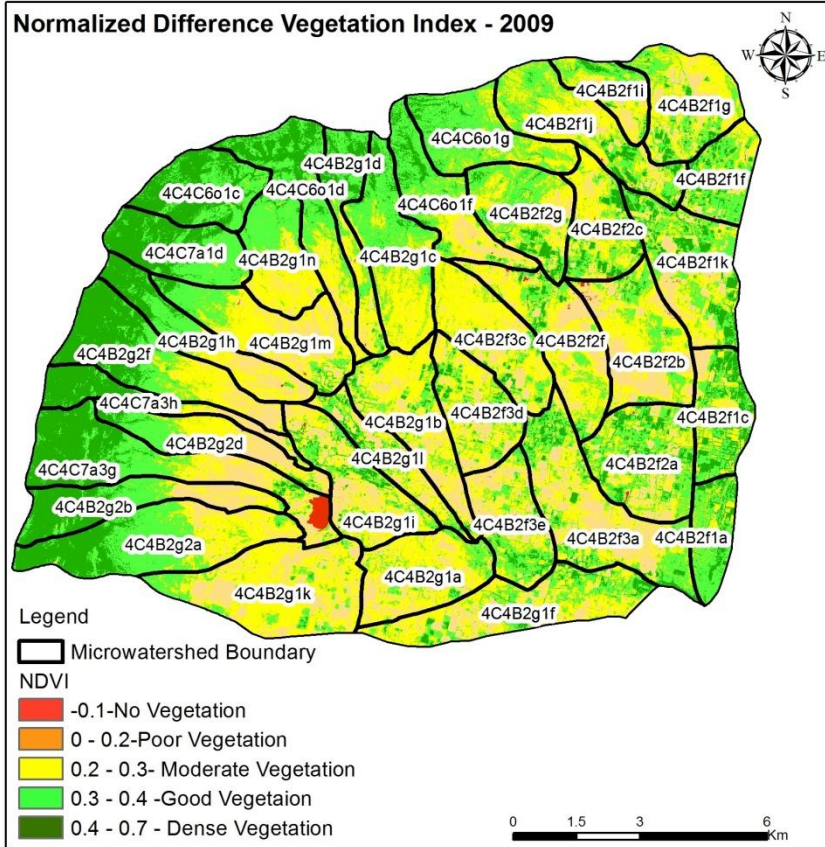 Normalized Difference Vegetation Index - 2009
N
W E
S
4C4B2f1i
4C4B2f1g
4C4B2f1j
4C4C6o1g
4C4B2g1d
4C4B2f1f
4C4C6o1c
4C4C6o1d
4C4C6o1f
4C4B2f2g
4C4B2f2c
4C4C7a1d
4C4B2g1n
4C4B2g1c
4C4B2f1k
4C4B2g1h
4C4B2g1m
4C4B2f3c
4C4B2f2f
4C4B2g2f
4C4B2f2b
4C4C7a3h
4C4B2f3d
4C4B2f1c
4C4B2g1b
4C4B2g2d
4C4B2g1l
4C4B2f2a
4C4C7a3g
4C4B2g2b
4C4B2g1i
4C4B2f3e
4C4B2f3a
4C4B2f1a
4C4B2g2a
4C4B2g1a
4C4B2g1k
4C4B2g1f
Legend
Microwatershed Boundary
NDVI
-0.1-No Vegetation
0 - 0.2-Poor Vegetation
0.2 - 0.3- Moderate Vegetation
0.3 - 0.4 -Good Vegetaion
0.4 - 0.7 - Dense Vegetation
0 1.5 3 6
Km